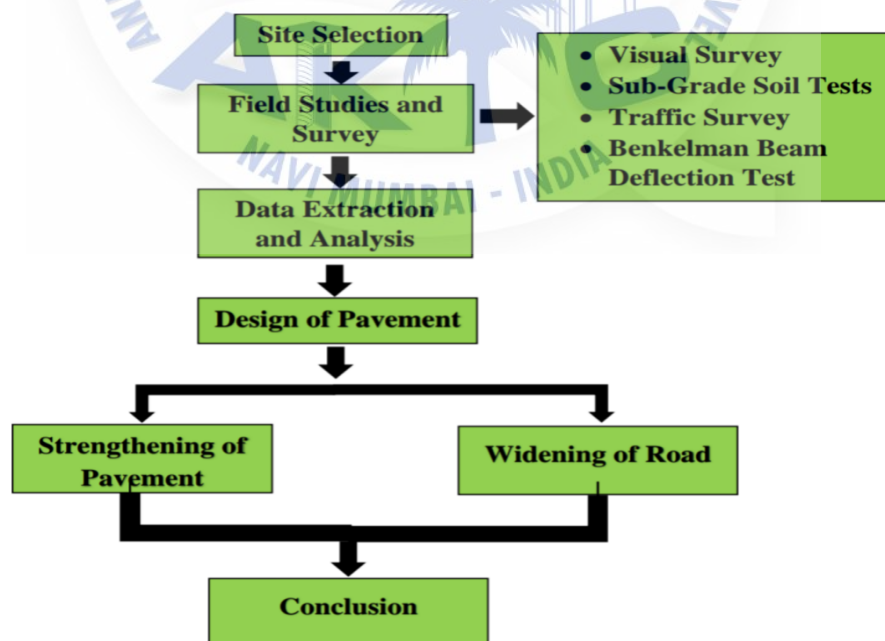 Site Selection
Field Studies and
Survey
• Visual Survey
• Sub-Grade Soil Tests
• Traffic Survey
• Benkelman Beam
Deflection Test
Data Extraction
and Analysis
Design of Pavement
Strengthening of
Pavement
Widening of Road
Conclusion
AKTC
NAVI MUMBAI - INDIA